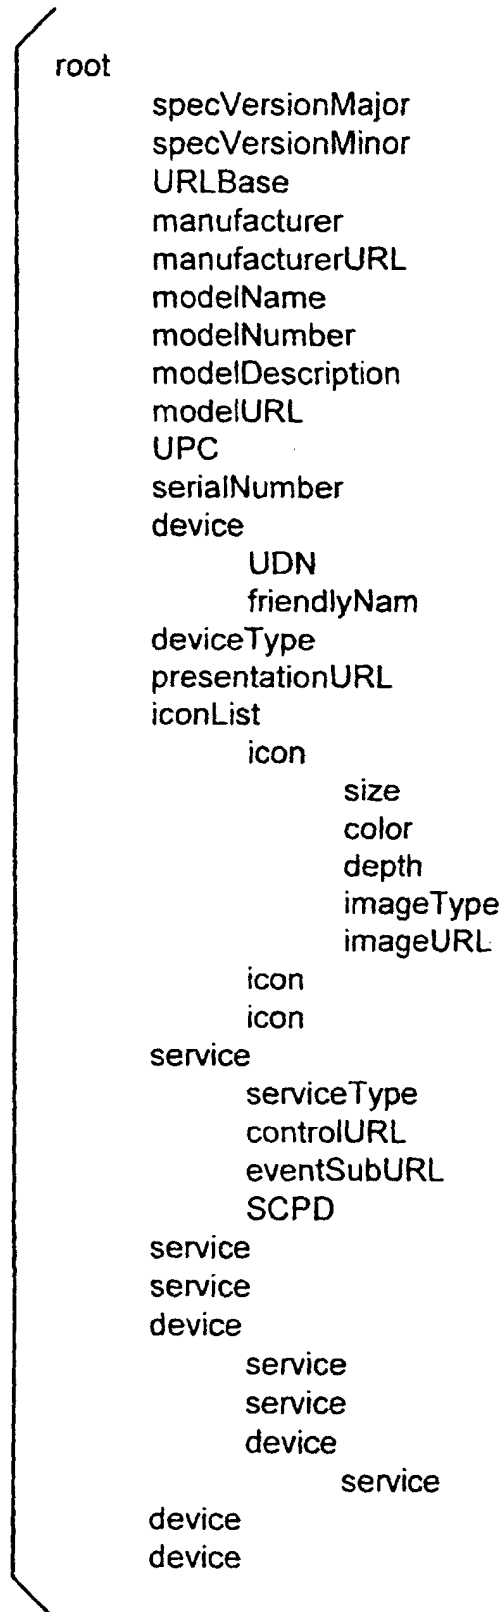 root
specVersionMajor
specVersionMinor
URLBase
manufacturer
manufacturerURL
modelName
modelNumber
modelDescription
modelURL
UPC
serialNumber
device
UDN
friendlyNam
deviceType
presentationURL
iconList
icon
size
color
depth
imageType
imageURL
icon
icon
service
serviceType
controlURL
eventSubURL
SCPD
service
service
device
service
service
device
service
device
device